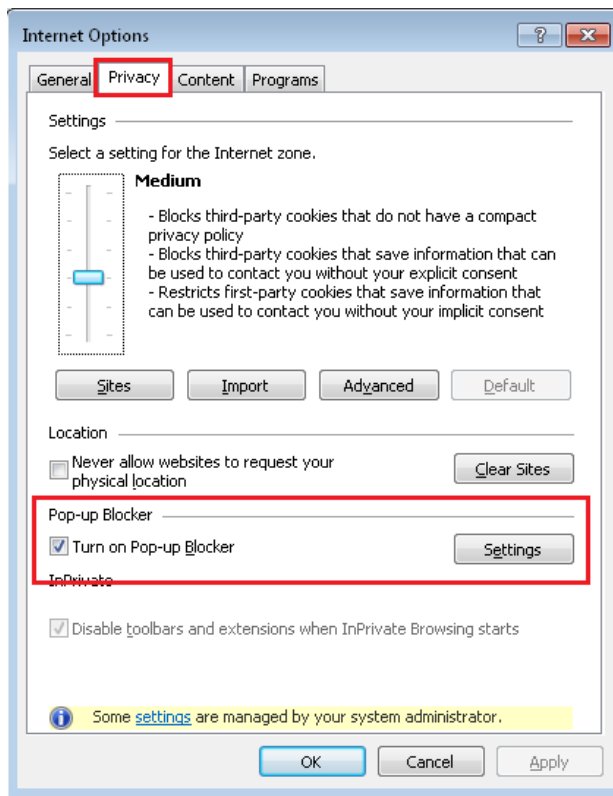 Internet Options
General Privacy Content Programs
Settings
Select a setting for the Internet zone.
Medium
- Blocks third-party cookies that do not have a compact
privacy policy
- Blocks third-party cookies that save information that can
be used to contact you without your explicit consent
- Restricts first-party cookies that save information that
can be used to contact you without your implicit consent
Sites Import Advanced Default
Location
Never allow websites to request your
physical location
Clear Sites
Pop-up Blocker
Turn on Pop-up Blocker
Settings
InPrivate
Disable toolbars and extensions when InPrivate Browsing starts
Some settings are managed by your system administrator.
OK Cancel Apply